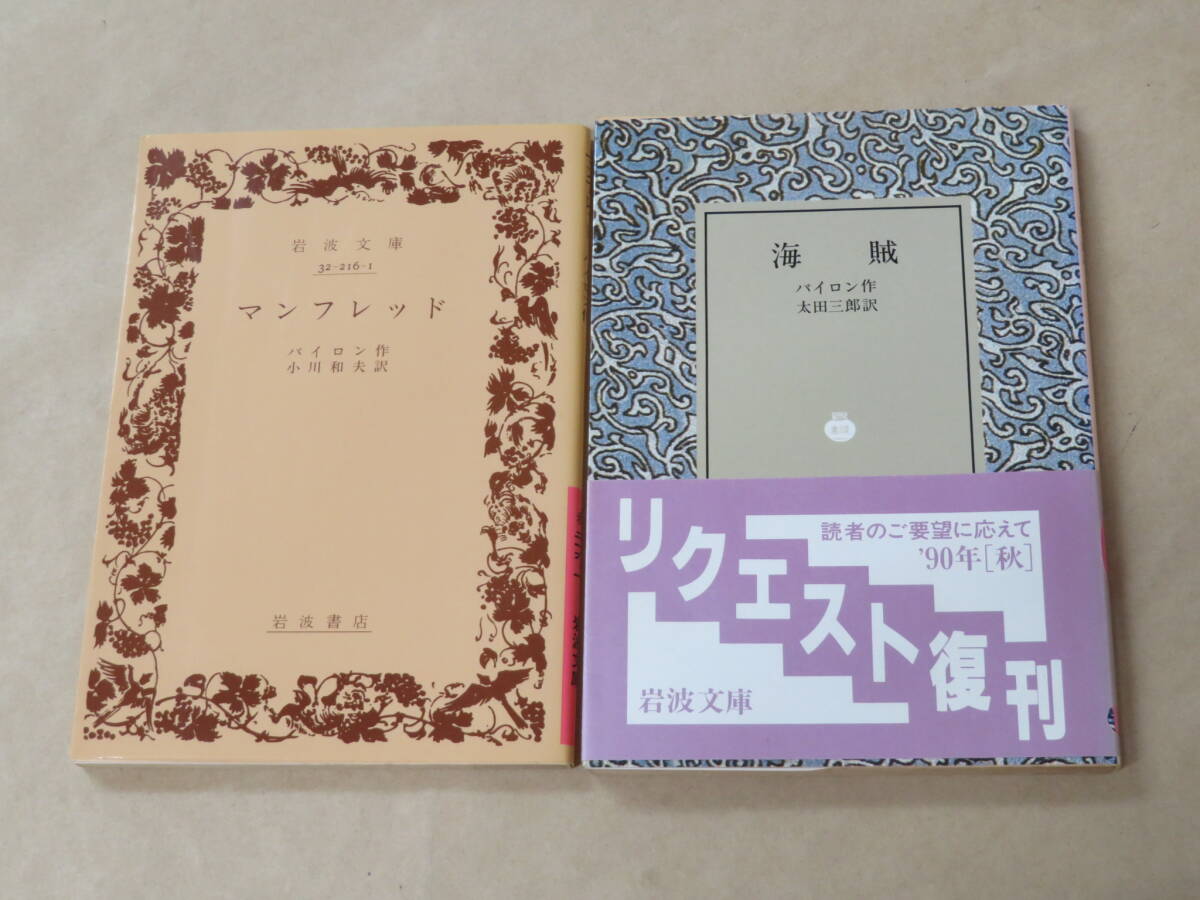 岩波文庫
32-216-1
マンフレッド
バイロン作
小川和夫訳
岩波書店
海賊
バイロン作
太田三郎訳
読者のご要望に応えて
'90年[秋]
リクエスト復刊
岩波文庫